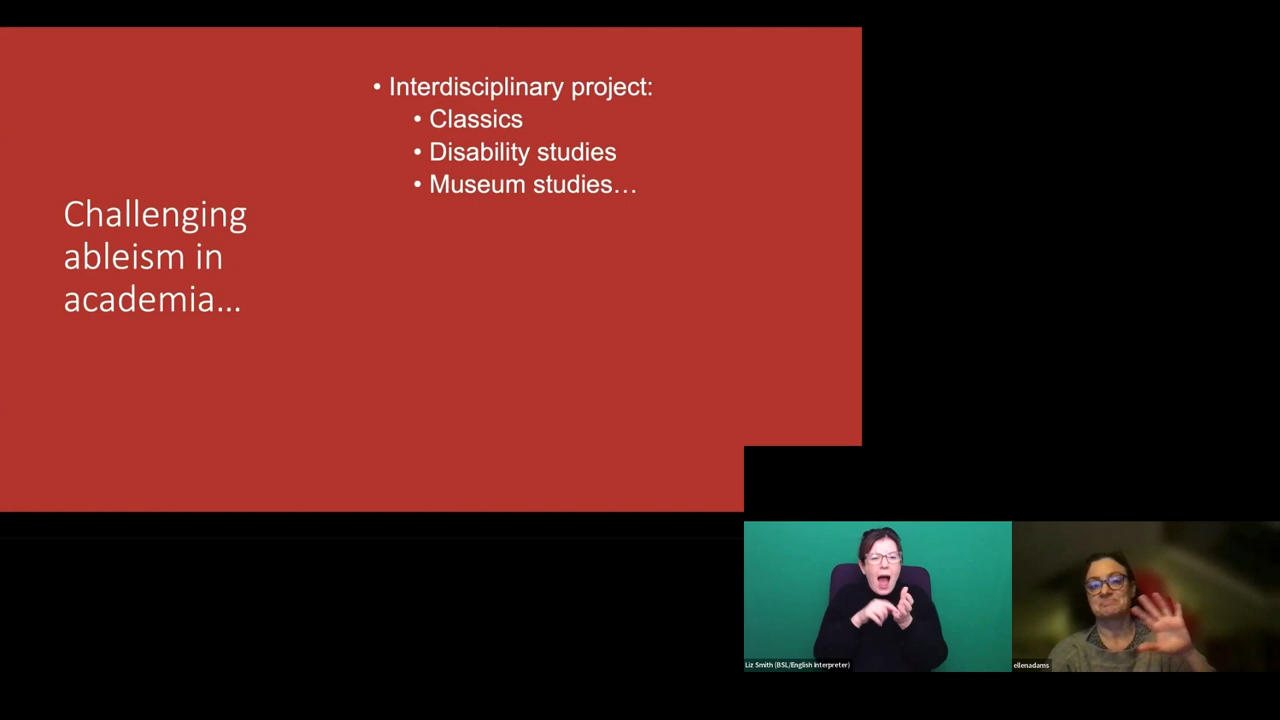 Challenging
ableism in
academia...
• Interdisciplinary project:
• Classics
• Disability studies
• Museum studies…
Liz Smith (BSL/English Interpreter)
ellenadams